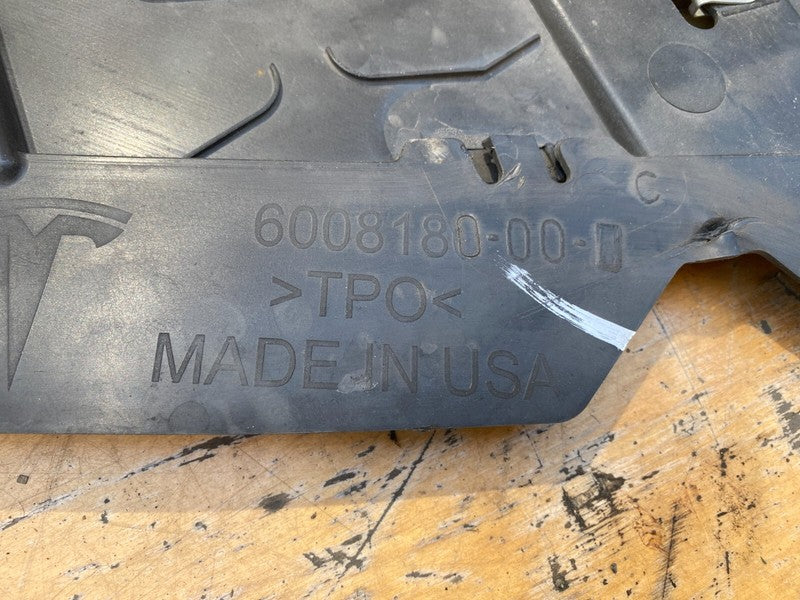 C
6008180-00-
>TPO<
MADE IN USA